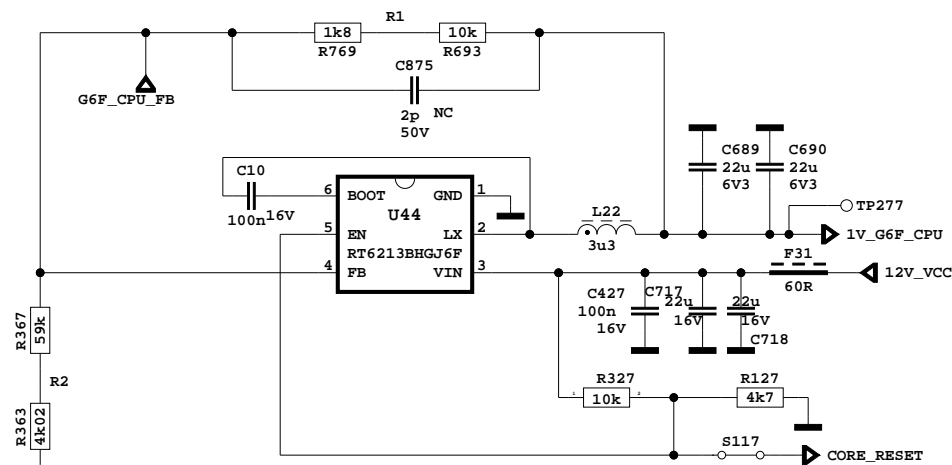 R1
1k8
10k
R769
R693
C875
G6F_CPU_FB
2p
NC
50V
C10
100n
16V
6
BOOT
GND
1
U44
5
EN
LX
2
RT6213BHGJ6F
4
FB
VIN
3
L22
3u3
C689
22u
6V3
C690
22u
6V3
TP277
1V_G6F_CPU
F31
60R
12V_VCC
C427
100n
16V
C717
22u
16V
22u
16V
C718
R367
59k
R2
R363
4k02
R327
1
10k
2
R127
4k7
S117
CORE_RESET